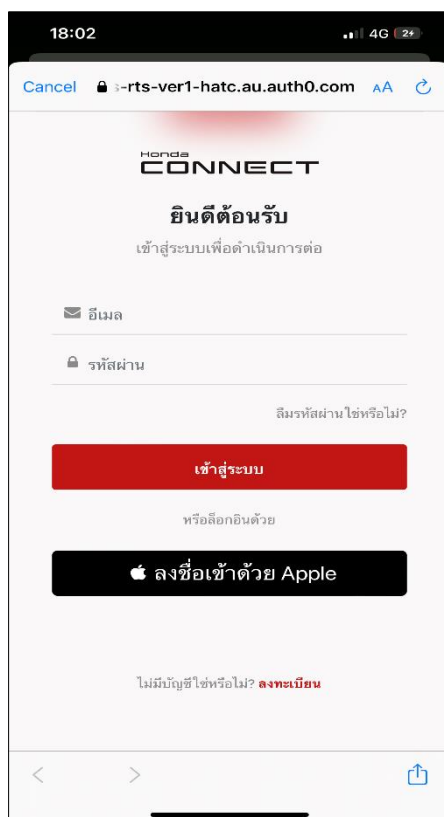 18:02 4G 2
Cancel s-rts-ver1-hatc.au.auth0.com AA
Honda
CONNECT
ยินดีต้อนรับ
เข้าสู่ระบบเพื่อดำเนินการต่อ
อีเมล
รหัสผ่าน
ลืมรหัสผ่านใช่หรือไม่?
เข้าสู่ระบบ
หรือล็อกอินด้วย
ลงชื่อเข้าด้วย Apple
ไม่มีบัญชีใช่หรือไม่? ลงทะเบียน